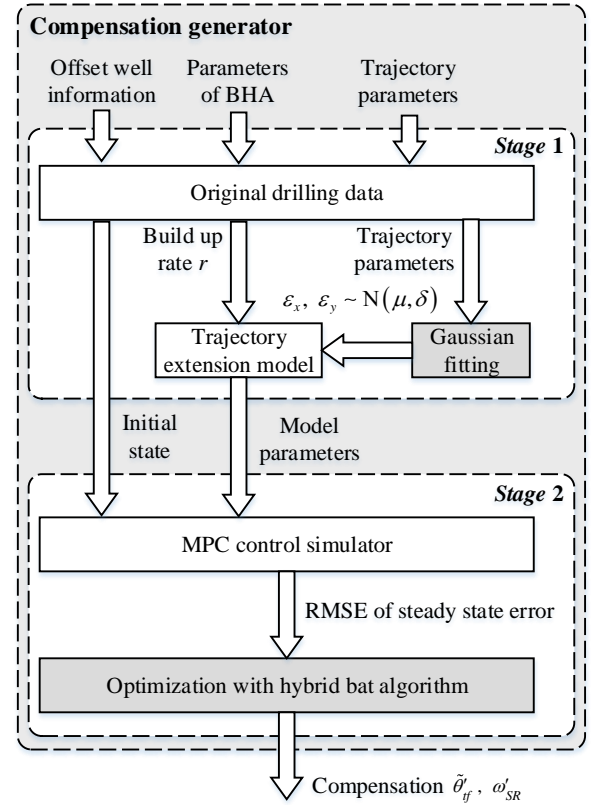 Compensation generator
Offset well
information
Parameters
of BHA
Trajectory
parameters
Stage 1
Original drilling data
Build up
rate r
Trajectory
parameters
εx, εy ~ N(μ,δ)
Trajectory
extension model
Gaussian
fitting
Initial
state
Model
parameters
Stage 2
MPC control simulator
RMSE of steady state error
Optimization with hybrid bat algorithm
Compensation θ̃′tf , ω′SR